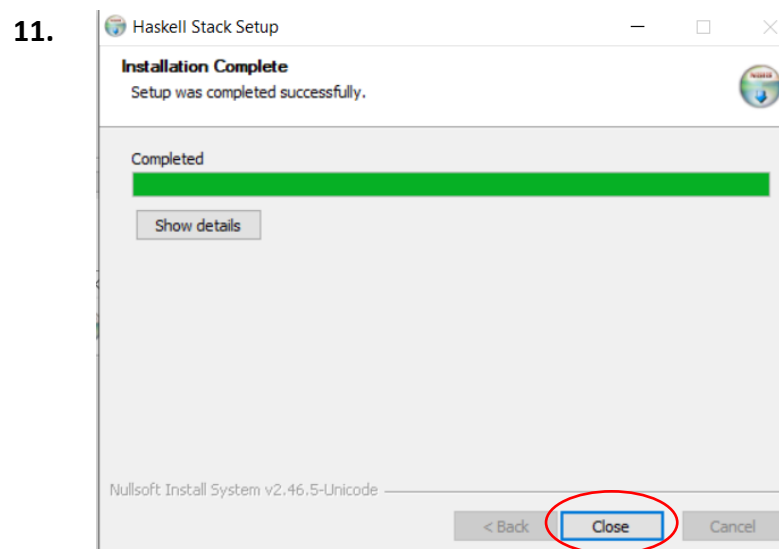 11.
Haskell Stack Setup
Installation Complete
Setup was completed successfully.
Completed
Show details
Nullsoft Install System v2.46.5-Unicode
< Back Close Cancel